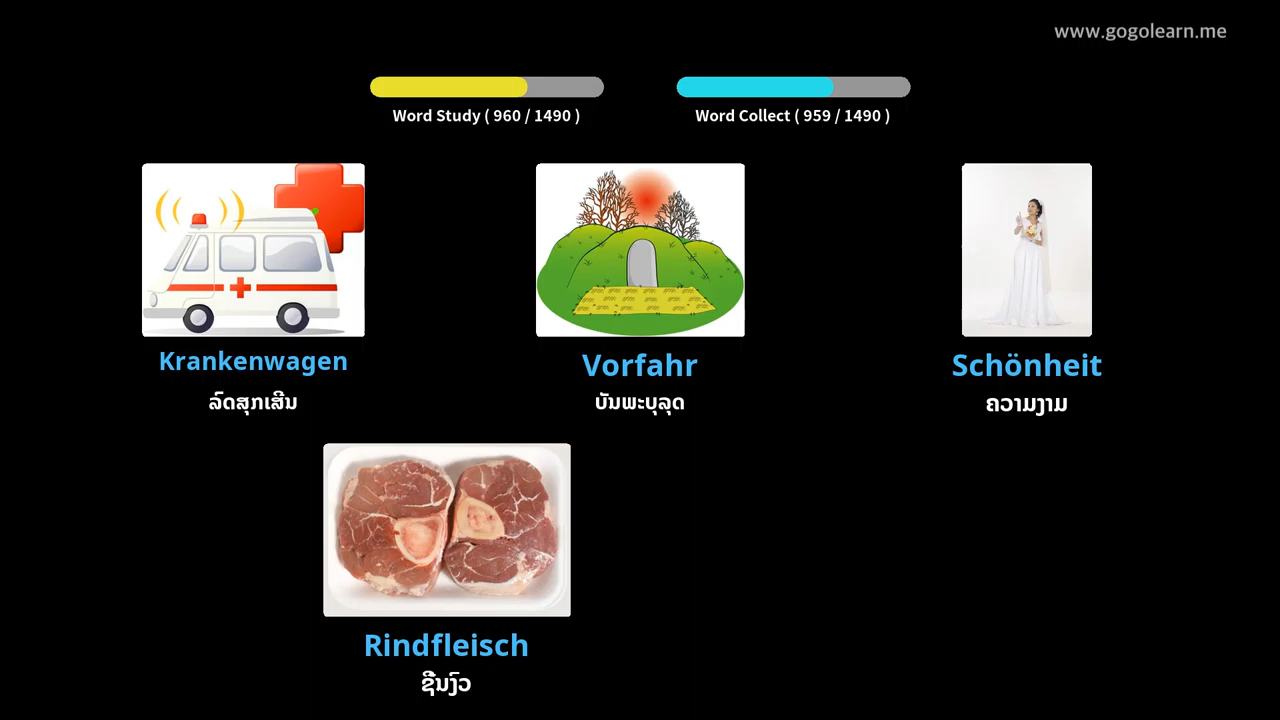 www.gogolearn.me
Word Study ( 960 / 1490 )
Word Collect ( 959 / 1490 )
Krankenwagen
ລົດສຸກເສີນ
Vorfahr
ບັນພະບຸລຸດ
Schönheit
ຄວາມງາມ
Rindfleisch
ຊີ້ນງົວ